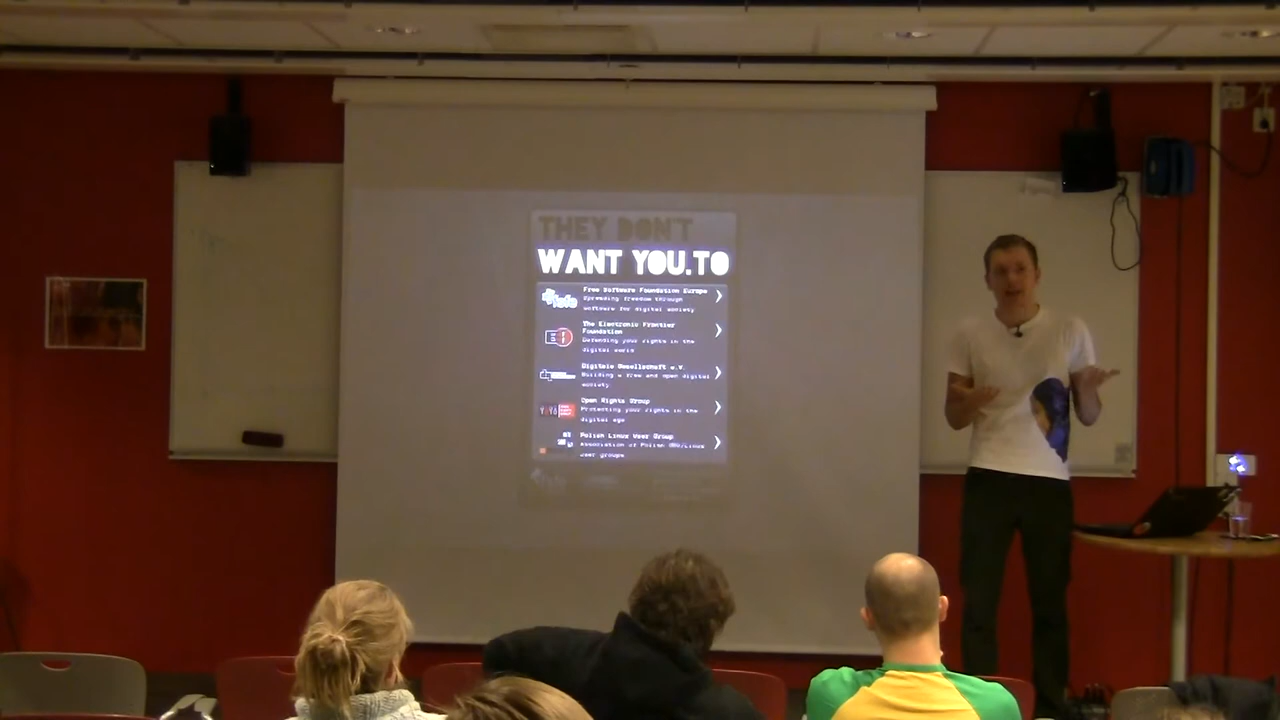 THEY DON'T
WANT YOU.TO
Free Software Foundation Europe
Spreading freedom through
software for digital society
fsfe
The Electronic Frontier
Foundation
Defending your rights in the
digital world
Digitale Gesellschaft e.V.
Building a free and open digital
society
Open Rights Group
Protecting your rights in the
digital age
Polish Linux User Group
Association of Polish GNU/Linux
user groups